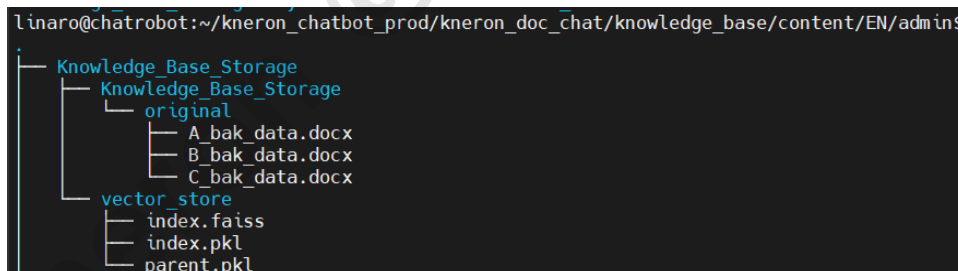 linaro@chatrobot:~/kneron_chatbot_prod/kneron_doc_chat/knowledge_base/content/EN/admin$
.
├── Knowledge_Base_Storage
│   ├── Knowledge_Base_Storage
│   │   └── original
│   │       ├── A_bak_data.docx
│   │       ├── B_bak_data.docx
│   │       └── C_bak_data.docx
│   └── vector_store
│       ├── index.faiss
│       ├── index.pkl
│       └── parent.pkl